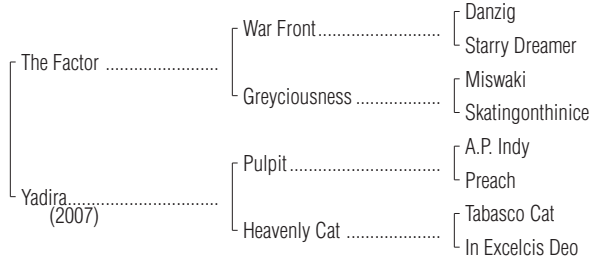 Danzig
War Front
Starry Dreamer
The Factor
Miswaki
Greyciousness
Skatingonthinice
A.P. Indy
Pulpit
Preach
Yadira
(2007)
Tabasco Cat
Heavenly Cat
In Excelcis Deo